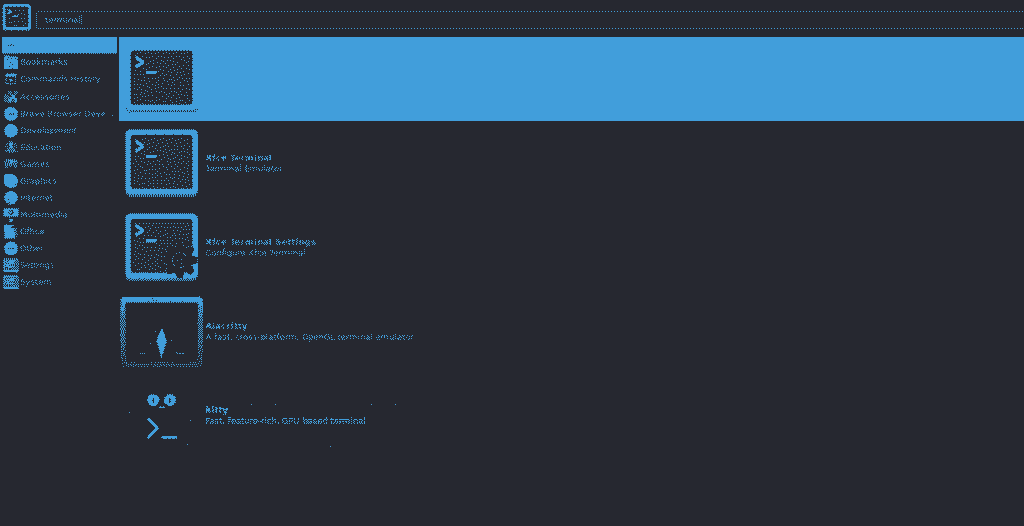 terminal
Bookmarks
Commands History
Accessories
Brave Browser Deve...
Development
Education
Games
Graphics
Internet
Multimedia
Office
Other
Settings
System
Xfce Terminal
Terminal Emulator
Xfce Terminal Settings
Configure Xfce Terminal
Alacritty
A fast, cross-platform, OpenGL terminal emulator
kitty
Fast, feature-rich, GPU based terminal